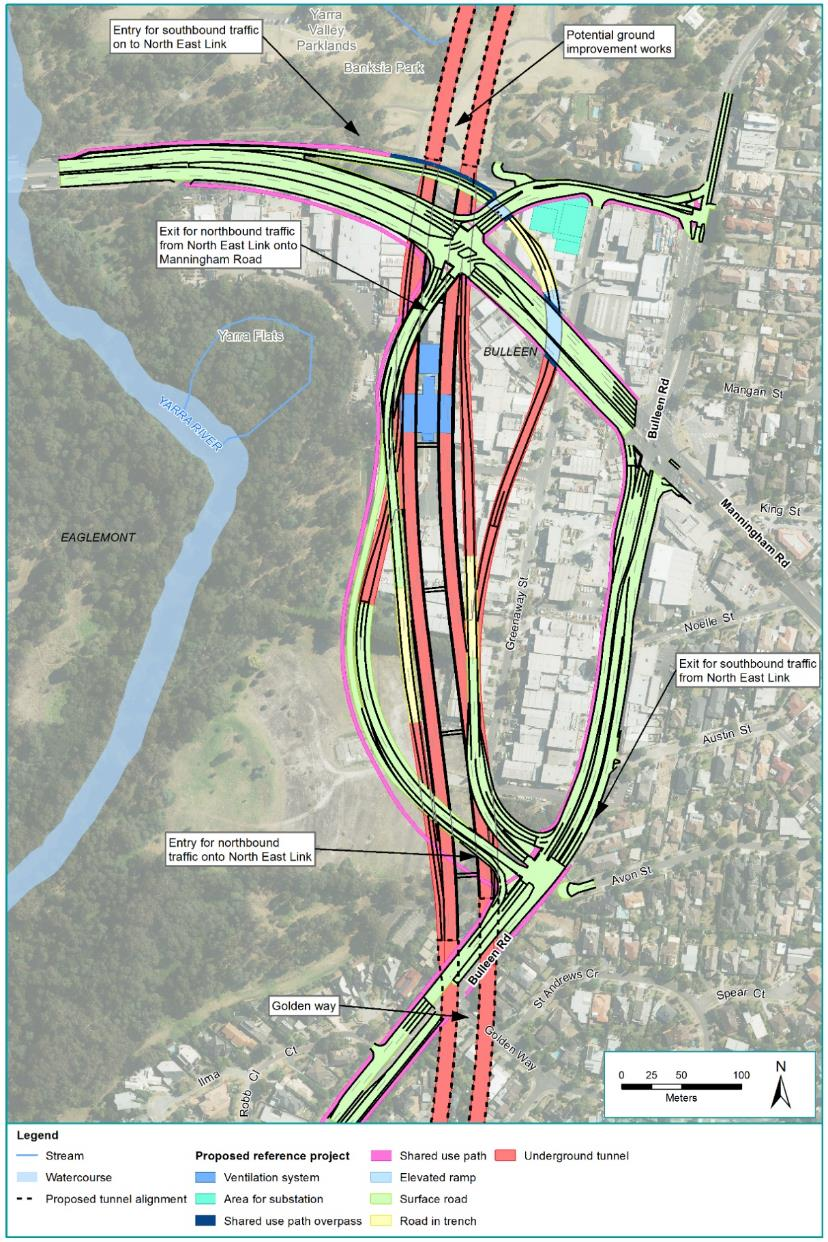 Entry for southbound traffic
on to North East Link
Yarra
Valley
Parklands
Banksia Park
Potential ground
improvement works
Exit for northbound traffic
from North East Link onto
Manningham Road
Yarra Flats
YARRA RIVER
BULLEEN
Bulleen Rd
Mangan St
King St
Manningham Rd
EAGLEMONT
Greenaway St
Noelle St
Exit for southbound traffic
from North East Link
Austin St
Entry for northbound
traffic onto North East Link
Avon St
Bulleen Rd
St Andrews Cr
Spear Ct
Golden way
Golden Way
Ilma
Ct
Robb Cl
0 25 50 100
Meters
N
Legend
Stream
Watercourse
Proposed tunnel alignment
Proposed reference project
Ventilation system
Area for substation
Shared use path overpass
Shared use path
Elevated ramp
Surface road
Road in trench
Underground tunnel